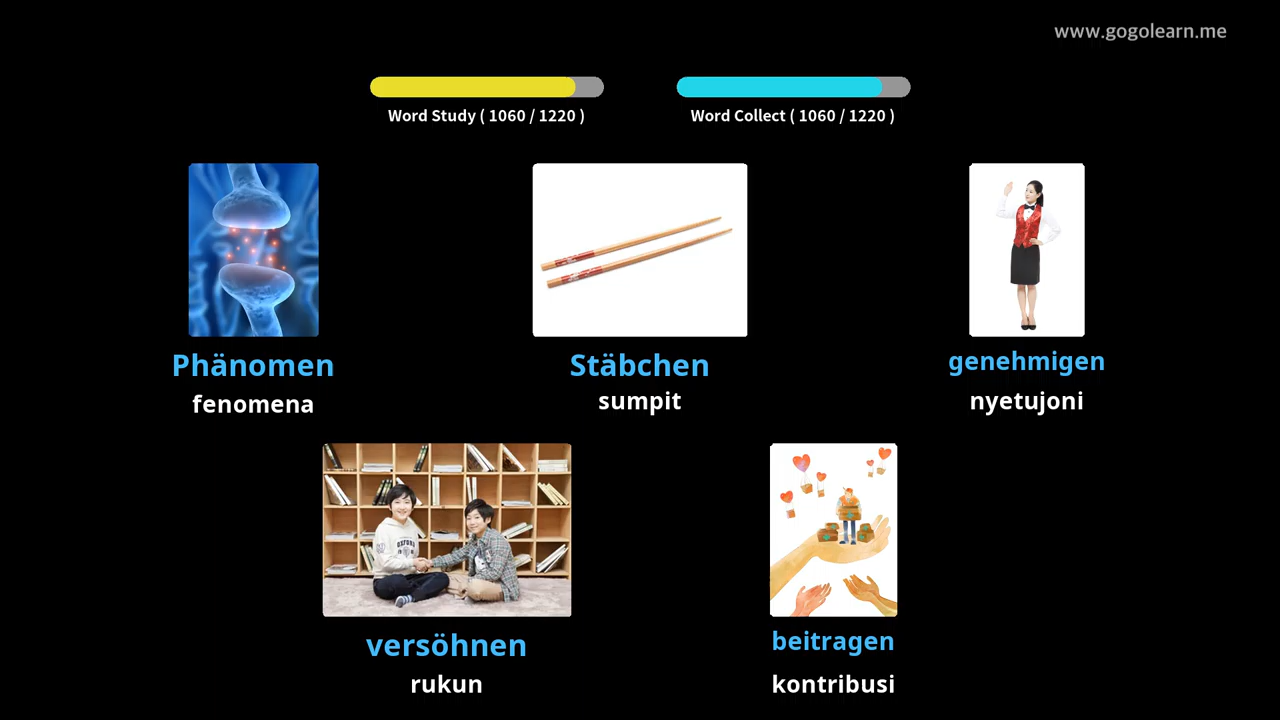 www.gogolearn.me
Word Study ( 1060 / 1220 )
Word Collect ( 1060 / 1220 )
Phänomen
fenomena
Stäbchen
sumpit
genehmigen
nyetujoni
versöhnen
rukun
beitragen
kontribusi